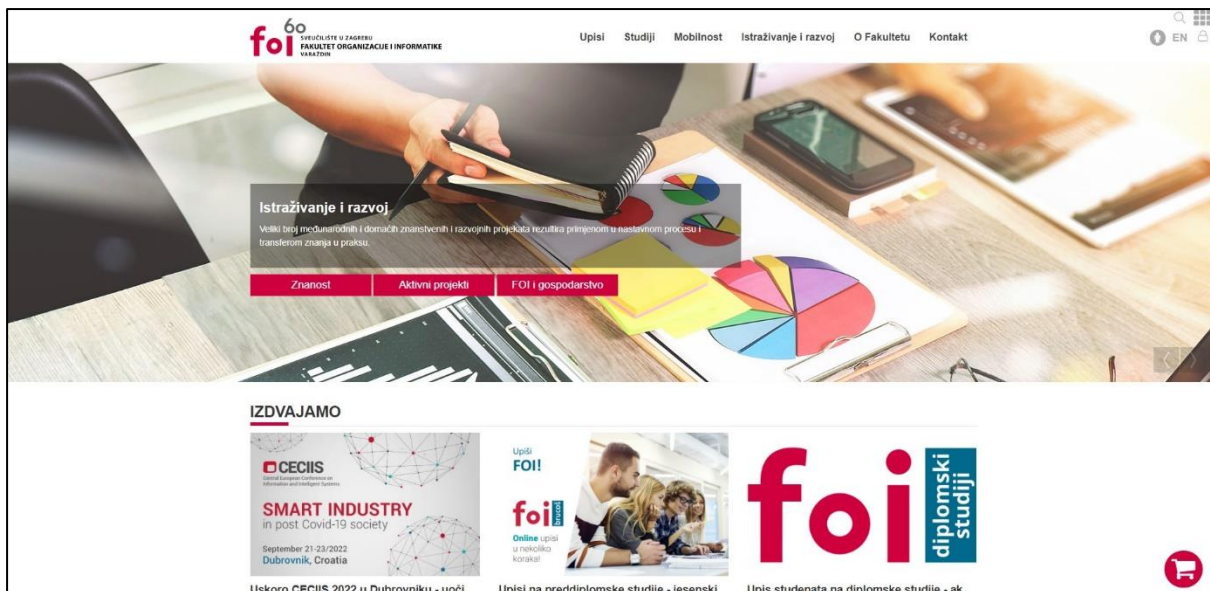 foi 60
SVEUČILIŠTE U ZAGREBU
FAKULTET ORGANIZACIJE I INFORMATIKE
VARAŽDIN
Upisi Studiji Mobilnost Istraživanje i razvoj O Fakultetu Kontakt
EN
Istraživanje i razvoj
Veliki broj međunarodnih i domaćih znanstvenih i razvojnih projekata rezultira primjenom u nastavnom procesu i
transferom znanja u praksu.
Znanost Aktivni projekti FOI i gospodarstvo
IZDVAJAMO
CECIIS
Central European Conference on
Information and Intelligent Systems
SMART INDUSTRY
in post Covid-19 society
September 21-23/2022
Dubrovnik, Croatia
Upiši
FOI!
foi brucoš
Online upisi
u nekoliko
koraka!
foi diplomski
studiji
Uskoro CECIIS 2022 u Dubrovniku - uoči
Upisi na preddiplomske studije - jesenski
Upis studenata na diplomske studije - ak.